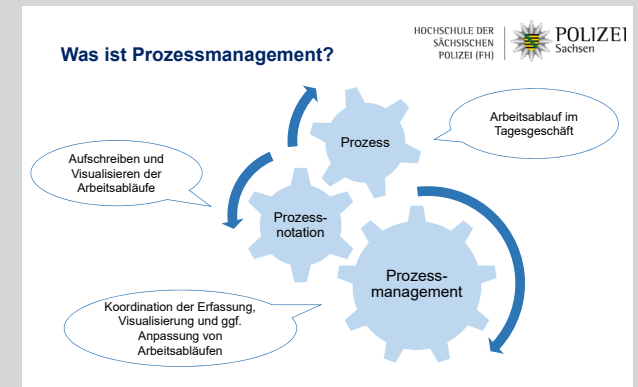 Was ist Prozessmanagement?
HOCHSCHULE DER
SÄCHSISCHEN
POLIZEI (FH)
POLIZEI
Sachsen
Prozess
Arbeitsablauf im
Tagesgeschäft
Aufschreiben und
Visualisieren der
Arbeitsabläufe
Prozess-
notation
Prozess-
management
Koordination der Erfassung,
Visualisierung und ggf.
Anpassung von
Arbeitsabläufen